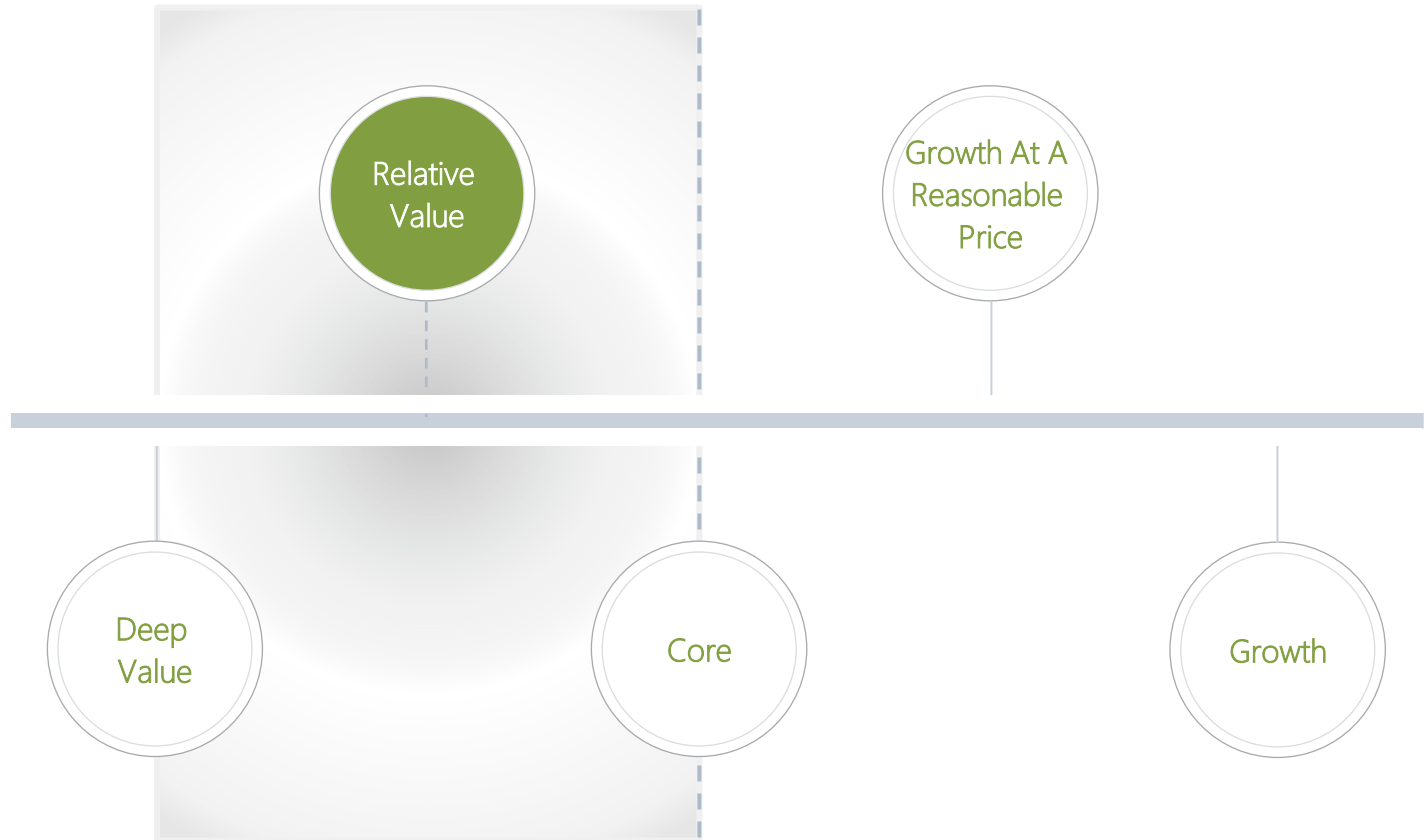 Relative
Value
Growth At A
Reasonable
Price
Deep
Value
Core
Growth